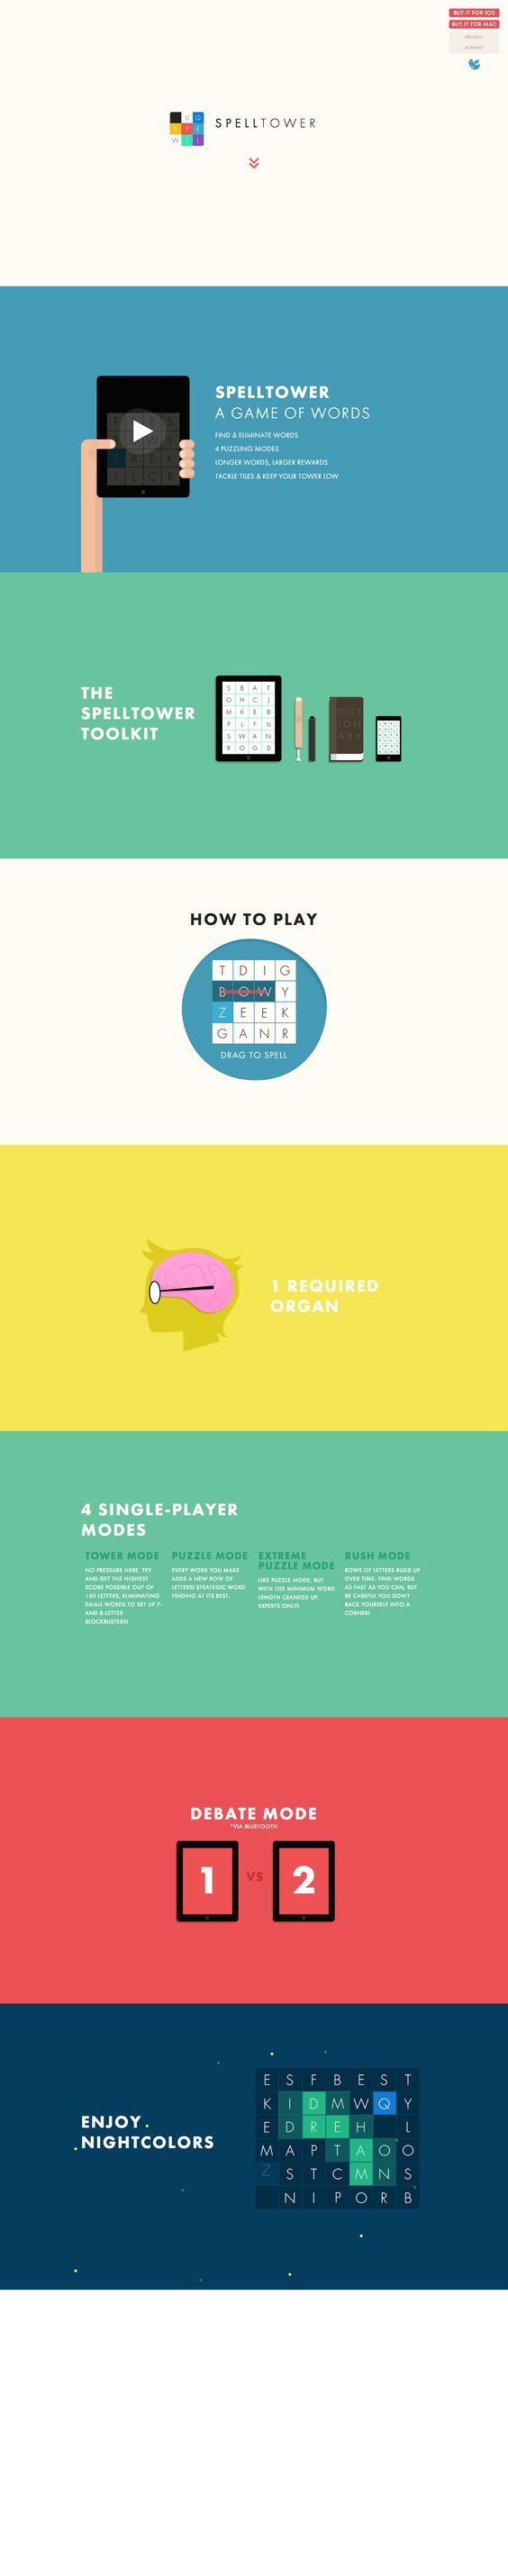 BUY IT FOR IOS
BUY IT FOR MAC
PRESSKIT
SUPPORT
U Q
S P E
W L L
SPELLTOWER
SPELLTOWER
A GAME OF WORDS
FIND & ELIMINATE WORDS
4 PUZZLING MODES
LONGER WORDS, LARGER REWARDS
TACKLE TILES & KEEP YOUR TOWER LOW
Z A E K
I L C R
THE
SPELLTOWER
TOOLKIT
S B A T
O H C J
M K E B
P L F U
S W A N
R O G D
DICT
ION
ARY
HOW TO PLAY
T D I G
B O W Y
Z E E K
G A N R
DRAG TO SPELL
1 REQUIRED
ORGAN
4 SINGLE-PLAYER
MODES
TOWER MODE
NO PRESSURE HERE. TRY
AND GET THE HIGHEST
SCORE POSSIBLE OUT OF
150 LETTERS, ELIMINATING
SMALL WORDS TO SET UP 7-
AND 8-LETTER
BLOCKBUSTERS!
PUZZLE MODE
EVERY WORD YOU MAKE
ADDS A NEW ROW OF
LETTERS! STRATEGIC WORD
FINDING AT ITS BEST.
EXTREME
PUZZLE MODE
LIKE PUZZLE MODE, BUT
WITH THE MINIMUM WORD
LENGTH CRANKED UP.
EXPERTS ONLY!
RUSH MODE
ROWS OF LETTERS BUILD UP
OVER TIME. FIND WORDS
AS FAST AS YOU CAN, BUT
BE CAREFUL YOU DON'T
BACK YOURSELF INTO A
CORNER!
DEBATE MODE
*VIA BLUETOOTH
1 VS 2
ENJOY
NIGHTCOLORS
E S F B E S T
K I D M W Q Y
E D R E H L
M A P T A O O
Z S T C M N S
N I P O R B